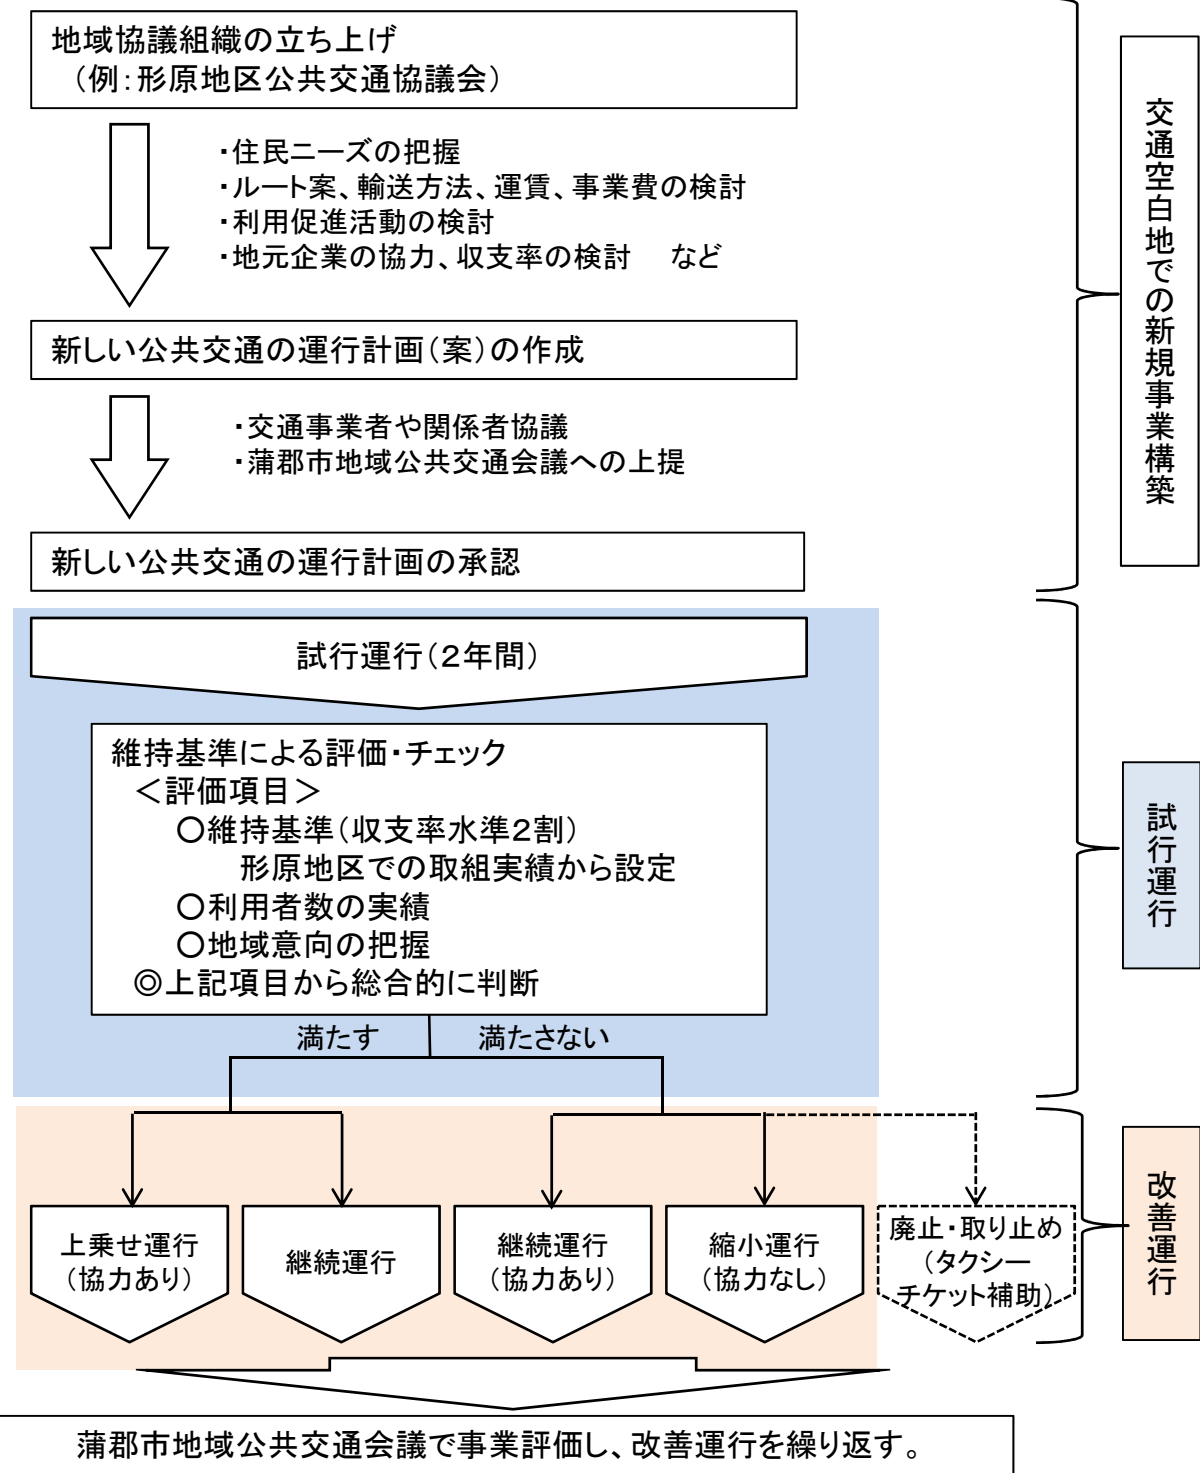 地域協議組織の立ち上げ
（例：形原地区公共交通協議会）
・住民ニーズの把握
・ルート案、輸送方法、運賃、事業費の検討
・利用促進活動の検討
・地元企業の協力、収支率の検討　など
新しい公共交通の運行計画（案）の作成
・交通事業者や関係者協議
・蒲郡市地域公共交通会議への上提
新しい公共交通の運行計画の承認
交通空白地での新規事業構築
試行運行（２年間）
維持基準による評価・チェック
＜評価項目＞
〇維持基準（収支率水準２割）
形原地区での取組実績から設定
〇利用者数の実績
〇地域意向の把握
◎上記項目から総合的に判断
満たす
満たさない
試行運行
上乗せ運行
（協力あり）
継続運行
継続運行
（協力あり）
縮小運行
（協力なし）
廃止・取り止め
（タクシー
チケット補助）
改善運行
蒲郡市地域公共交通会議で事業評価し、改善運行を繰り返す。